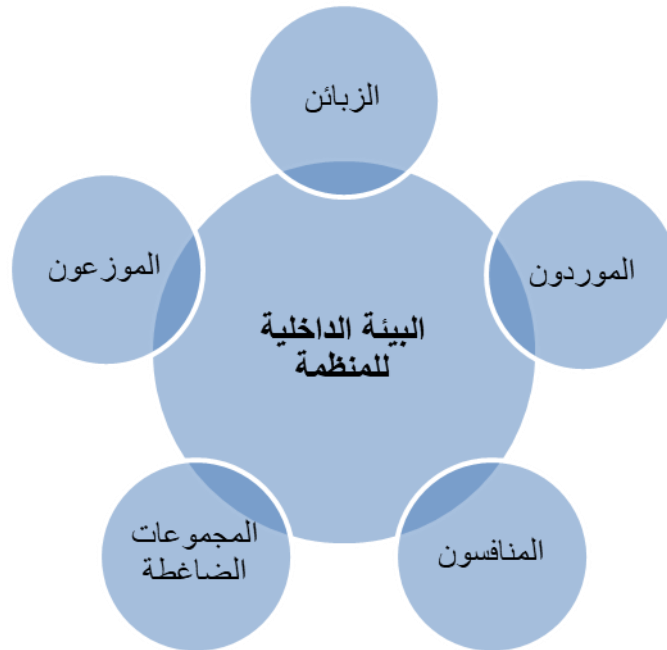 الزبائن
الموردون
الموزعون
البيئة الداخلية
للمنظمة
المنافسون
المجموعات
الضاغطة